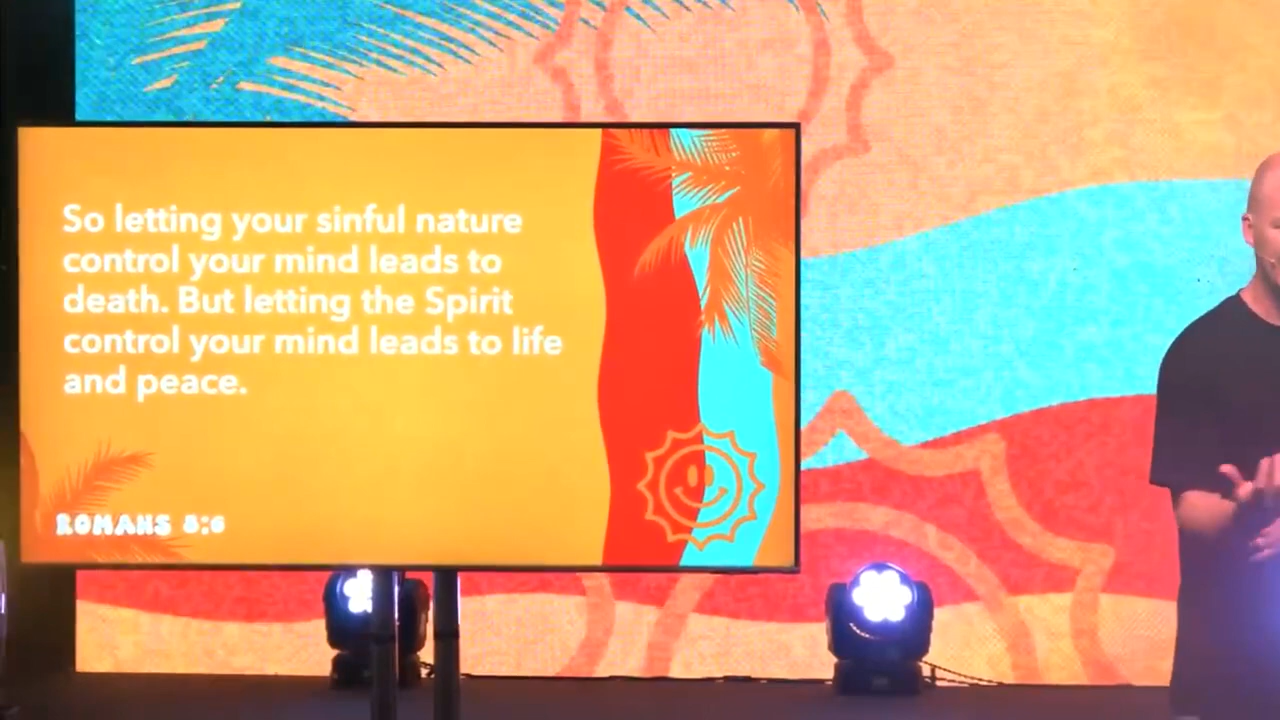 So letting your sinful nature
control your mind leads to
death. But letting the Spirit
control your mind leads to life
and peace.
ROMANS 8:6